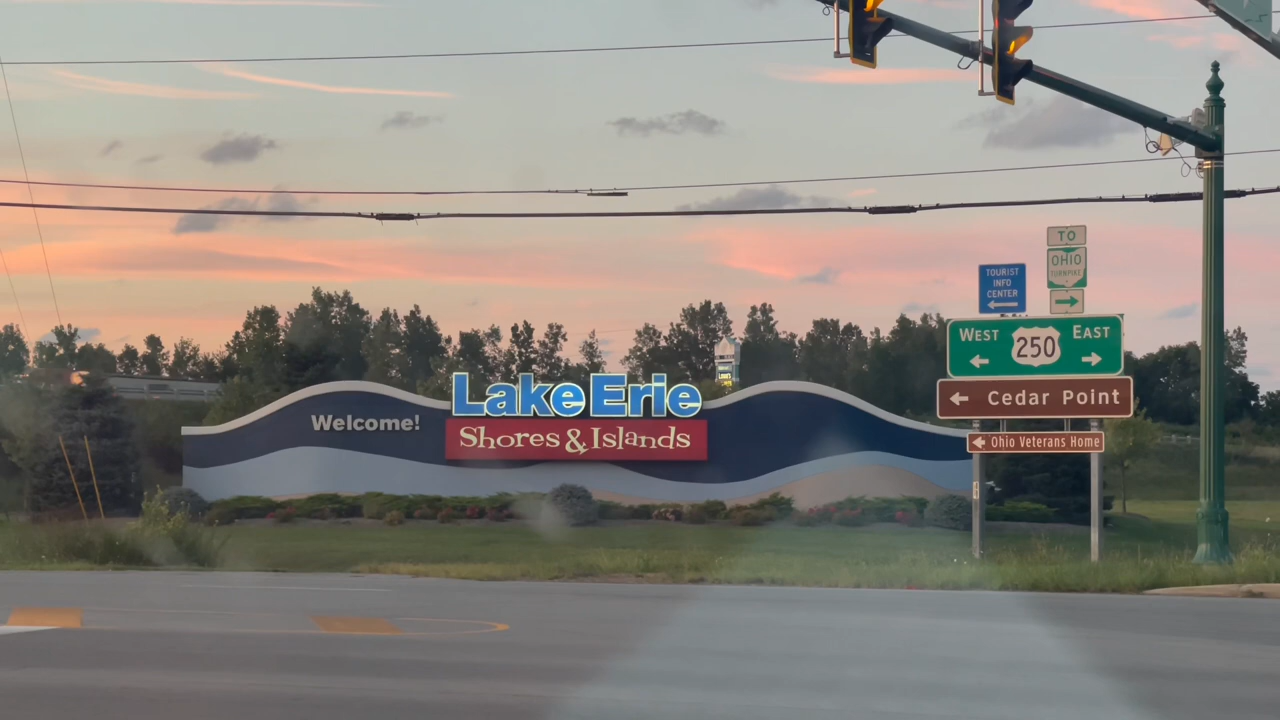 Welcome!
Lake Erie
Shores & Islands
TOURIST
INFO
CENTER
TO
OHIO
TURNPIKE
WEST 250 EAST
Cedar Point
Ohio Veterans Home